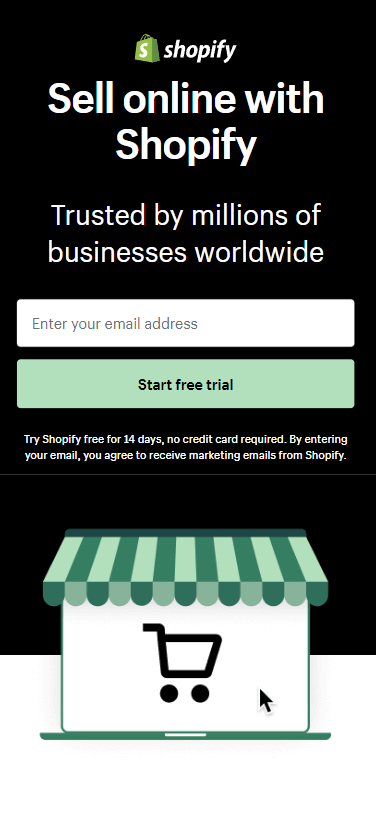 shopify
Sell online with
Shopify
Trusted by millions of
businesses worldwide
Enter your email address
Start free trial
Try Shopify free for 14 days, no credit card required. By entering
your email, you agree to receive marketing emails from Shopify.